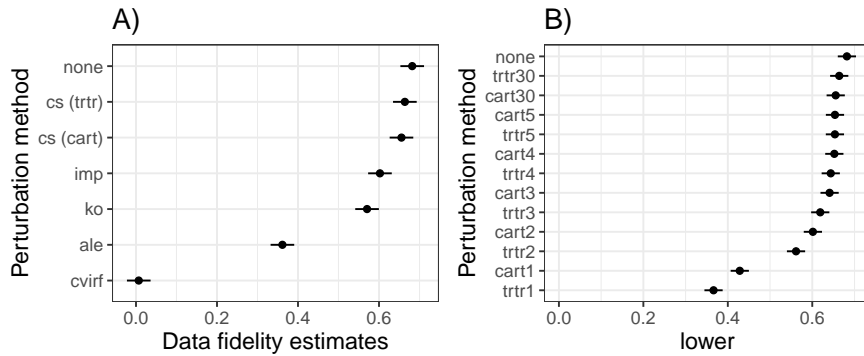 A)
Perturbation method
none
cs (trtr)
cs (cart)
imp
ko
ale
cvirf
0.0 0.2 0.4 0.6
Data fidelity estimates
B)
Perturbation method
none
trtr30
cart30
cart5
trtr5
cart4
trtr4
cart3
trtr3
cart2
trtr2
cart1
trtr1
0.0 0.2 0.4 0.6
lower